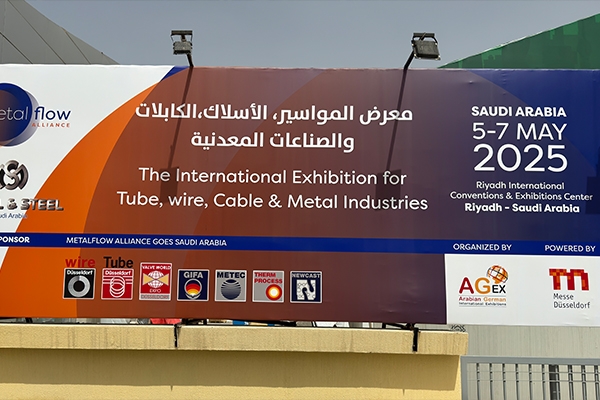 Metal flow
ALLIANCE
& STEEL
Saudi Arabia
SPONSOR
معرض المواسير، الأسلاك،الكابلات
والصناعات المعدنية
The International Exhibition for
Tube, wire, Cable & Metal Industries
SAUDI ARABIA
5-7 MAY
2025
Riyadh International
Conventions & Exhibitions Center
Riyadh - Saudi Arabia
METALFLOW ALLIANCE GOES SAUDI ARABIA
ORGANIZED BY
POWERED BY
wire
Düsseldorf
Tube
Düsseldorf
VALVE WORLD
EXPO
GIFA
METEC
THERM
PROCESS
NEWCAST
AGEX
Arabian German
International Exhibitions
Messe
Düsseldorf